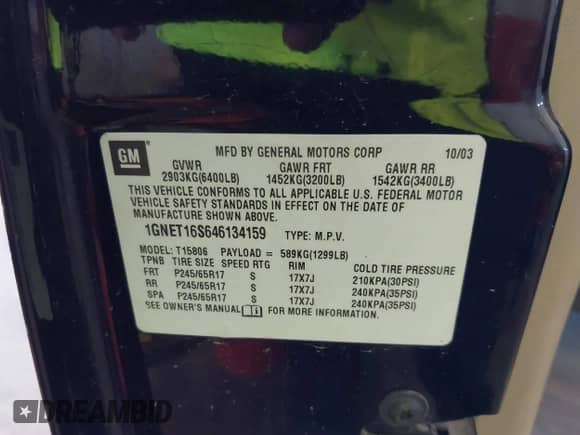 GM
MFD BY GENERAL MOTORS CORP 10/03
GVWR GAWR FRT GAWR RR
2903KG(6400LB) 1452KG(3200LB) 1542KG(3400LB)
THIS VEHICLE CONFORMS TO ALL APPLICABLE U.S. FEDERAL MOTOR
VEHICLE SAFETY STANDARDS IN EFFECT ON THE DATE OF
MANUFACTURE SHOWN ABOVE.
1GNET16S646134159 TYPE: M.P.V.
MODEL: T15806 PAYLOAD = 589KG(1299LB)
TPNB TIRE SIZE SPEED RTG RIM COLD TIRE PRESSURE
FRT P245/65R17 S 17X7J 210KPA(30PSI)
RR P245/65R17 S 17X7J 240KPA(35PSI)
SPA P245/65R17 S 17X7J 240KPA(35PSI)
SEE OWNER'S MANUAL FOR MORE INFORMATION.
DREAMBID